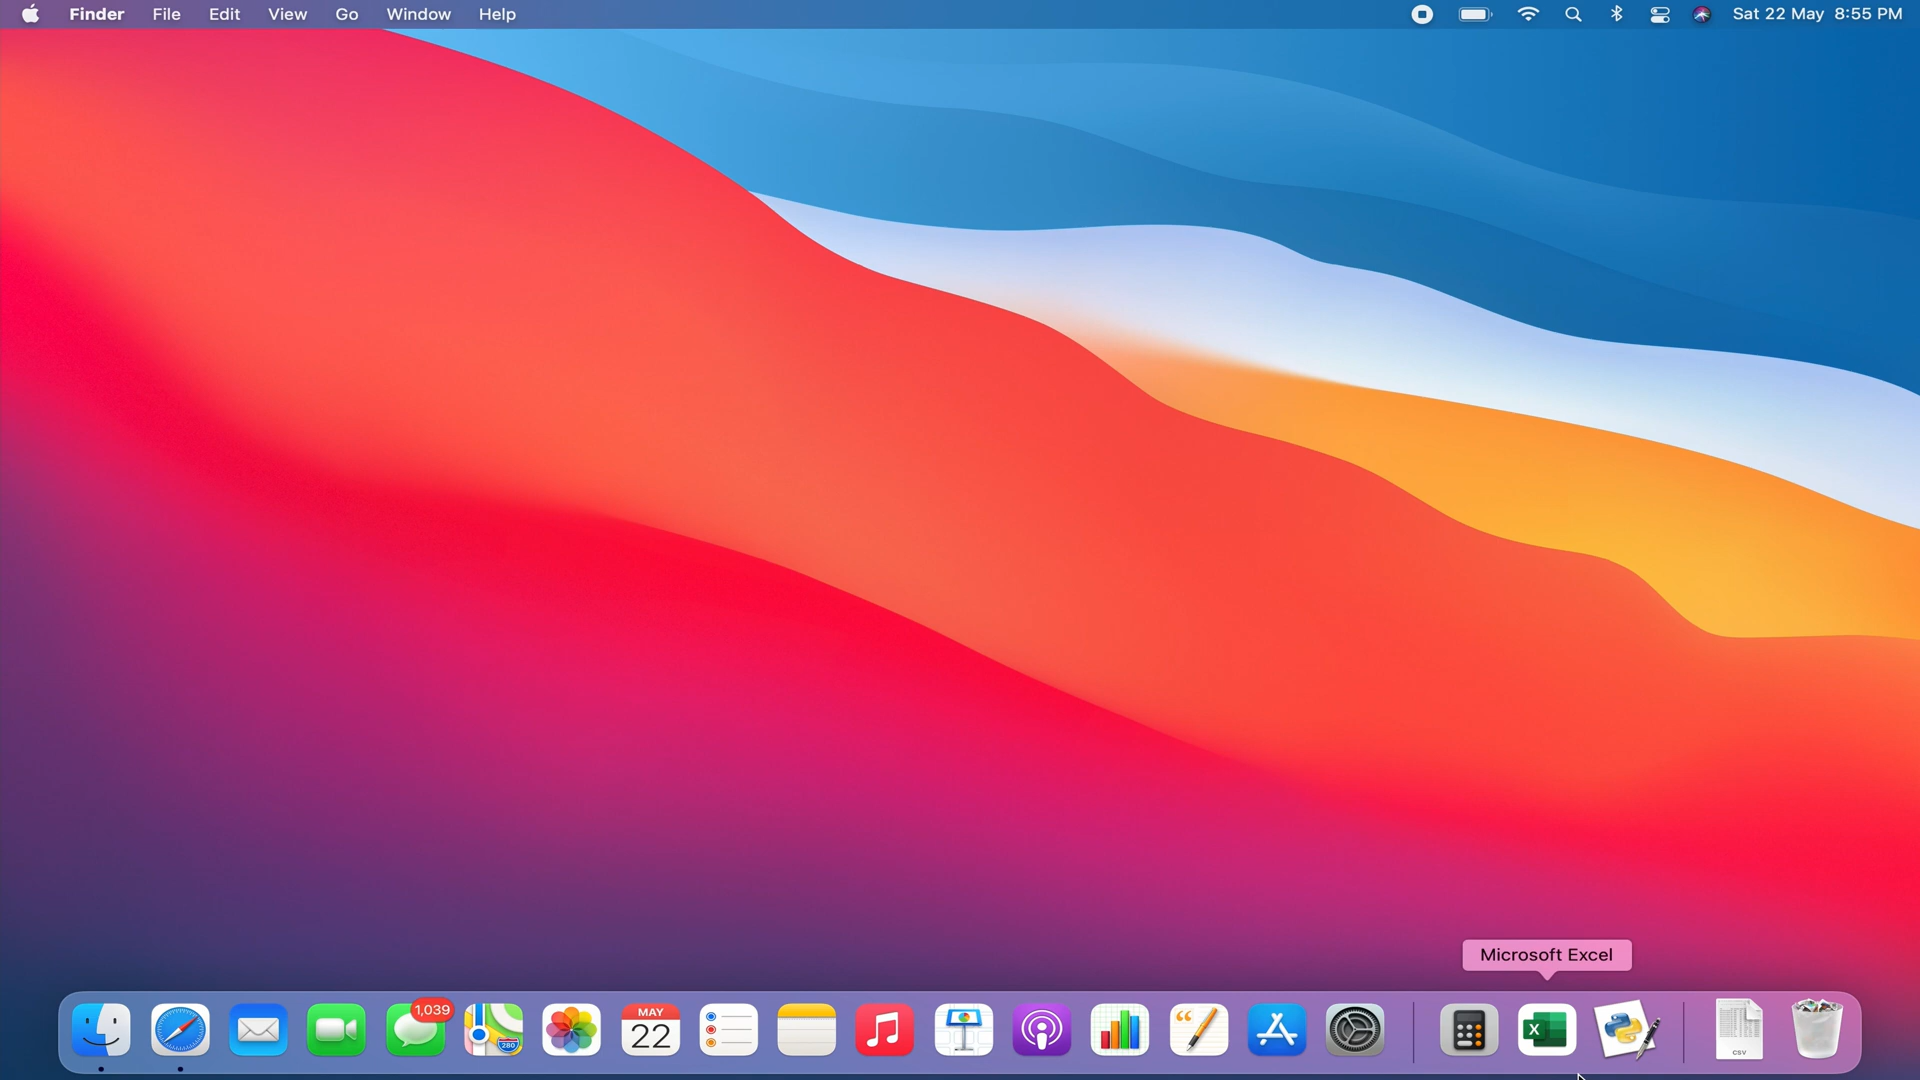 Finder File Edit View Go Window Help Sat 22 May 8:55 PM
Microsoft Excel
1,039
MAY
22
280
X
CSV